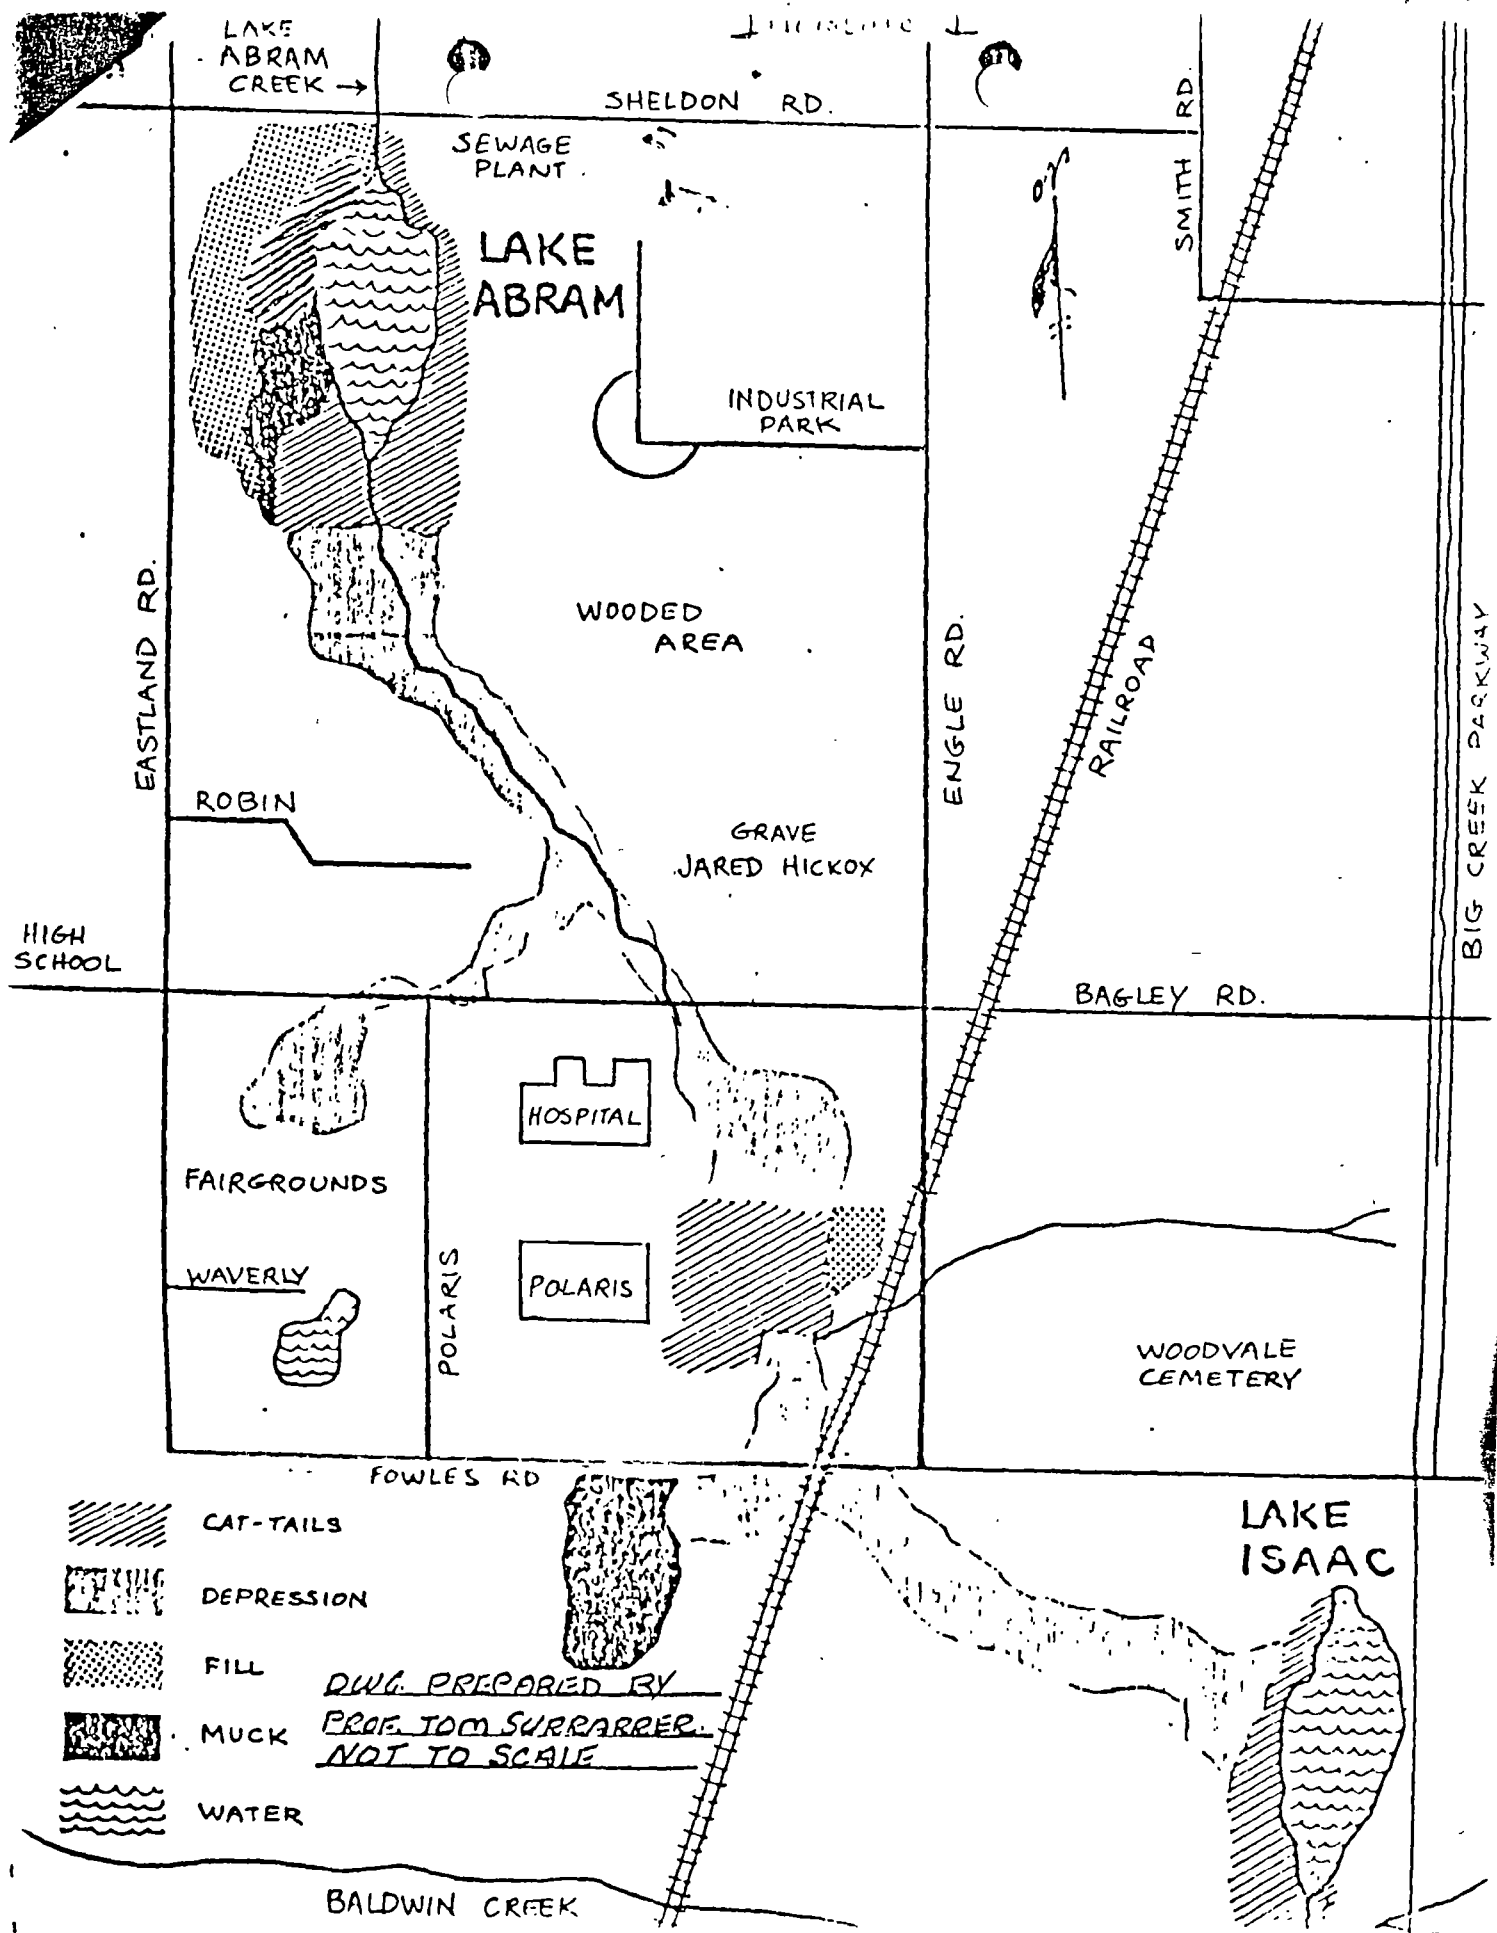 LAKE
ABRAM
CREEK →
SHELDON RD.
SMITH RD.
SEWAGE
PLANT
LAKE
ABRAM
INDUSTRIAL
PARK
EASTLAND RD.
WOODED
AREA
ENGLE RD.
RAILROAD
BIG CREEK PARKWAY
ROBIN
GRAVE
JARED HICKOX
HIGH
SCHOOL
BAGLEY RD.
HOSPITAL
FAIRGROUNDS
WAVERLY
POLARIS
POLARIS
WOODVALE
CEMETERY
FOWLES RD
CAT-TAILS
DEPRESSION
FILL
MUCK
WATER
DWG. PREPARED BY
PROF. TOM SURRARRER.
NOT TO SCALE
LAKE
ISAAC
BALDWIN CREEK